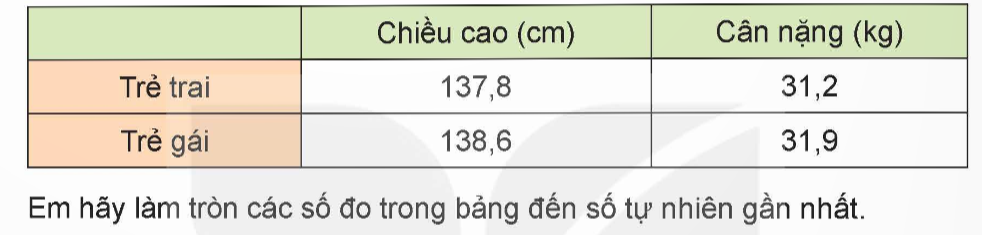 Chiều cao (cm) Cân nặng (kg)
Trẻ trai 137,8 31,2
Trẻ gái 138,6 31,9
Em hãy làm tròn các số đo trong bảng đến số tự nhiên gần nhất.